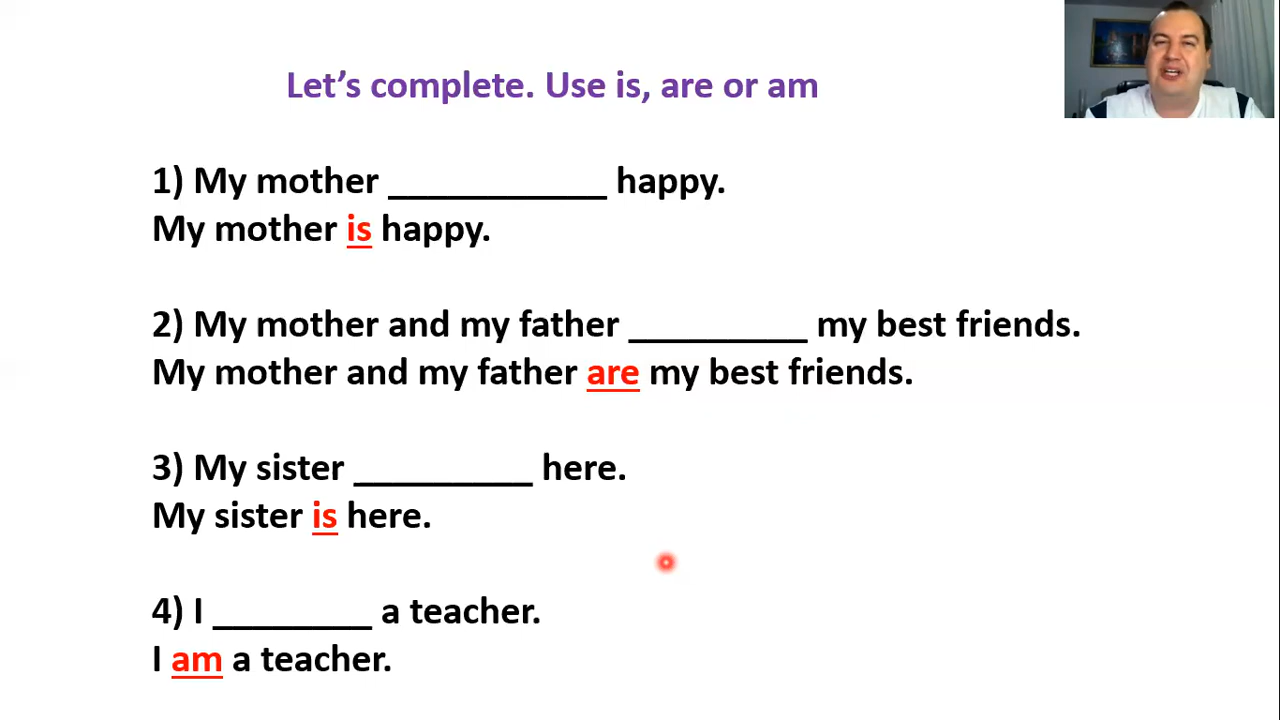 Let’s complete. Use is, are or am
1) My mother ___________ happy.
My mother is happy.
2) My mother and my father _________ my best friends.
My mother and my father are my best friends.
3) My sister _________ here.
My sister is here.
4) I ________ a teacher.
I am a teacher.